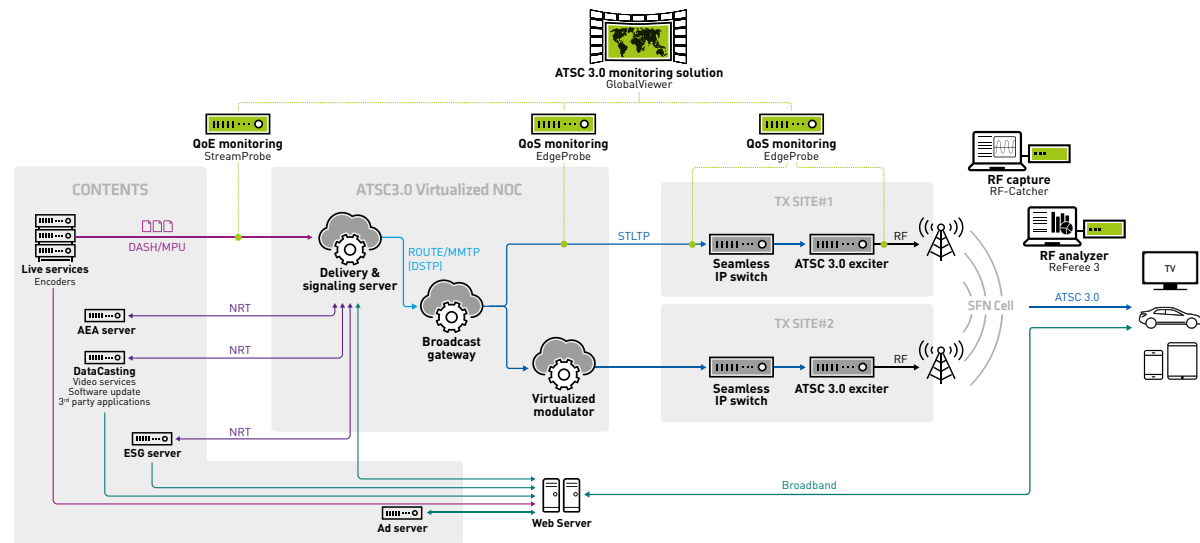 ATSC 3.0 monitoring solution
GlobalViewer
QoE monitoring
StreamProbe
QoS monitoring
EdgeProbe
QoS monitoring
EdgeProbe
RF capture
RF-Catcher
CONTENTS
ATSC3.0 Virtualized NOC
TX SITE#1
DASH/MPU
Live services
Encoders
Delivery &
signaling server
ROUTE/MMTP
(DSTP)
STLTP
Seamless
IP switch
ATSC 3.0 exciter
RF
RF analyzer
ReFeree 3
TV
NRT
AEA server
Broadcast
gateway
SFN Cell
ATSC 3.0
TX SITE#2
NRT
DataCasting
Video services
Software update
3rd party applications
Virtualized
modulator
Seamless
IP switch
ATSC 3.0 exciter
RF
NRT
ESG server
Broadband
Web Server
Ad server